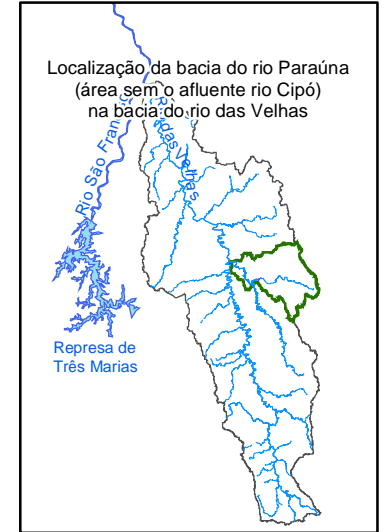 Localização da bacia do rio Paraúna
(área sem o afluente rio Cipó)
na bacia do rio das Velhas
Rio São Francisco
Rio das Velhas
Represa de
Três Marias